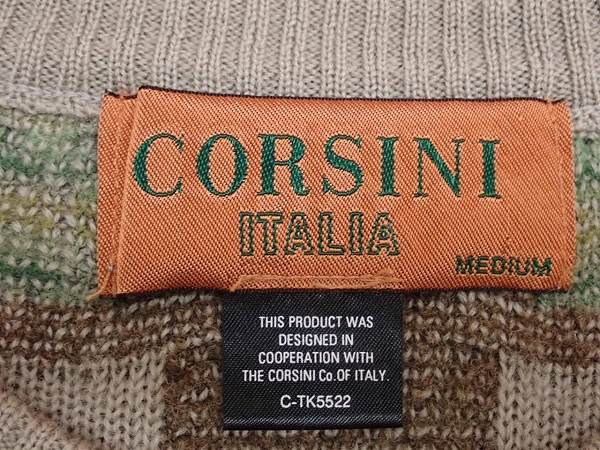 CORSINI
ITALIA
MEDIUM
THIS PRODUCT WAS
DESIGNED IN
COOPERATION WITH
THE CORSINI Co. OF ITALY.
C-TK5522